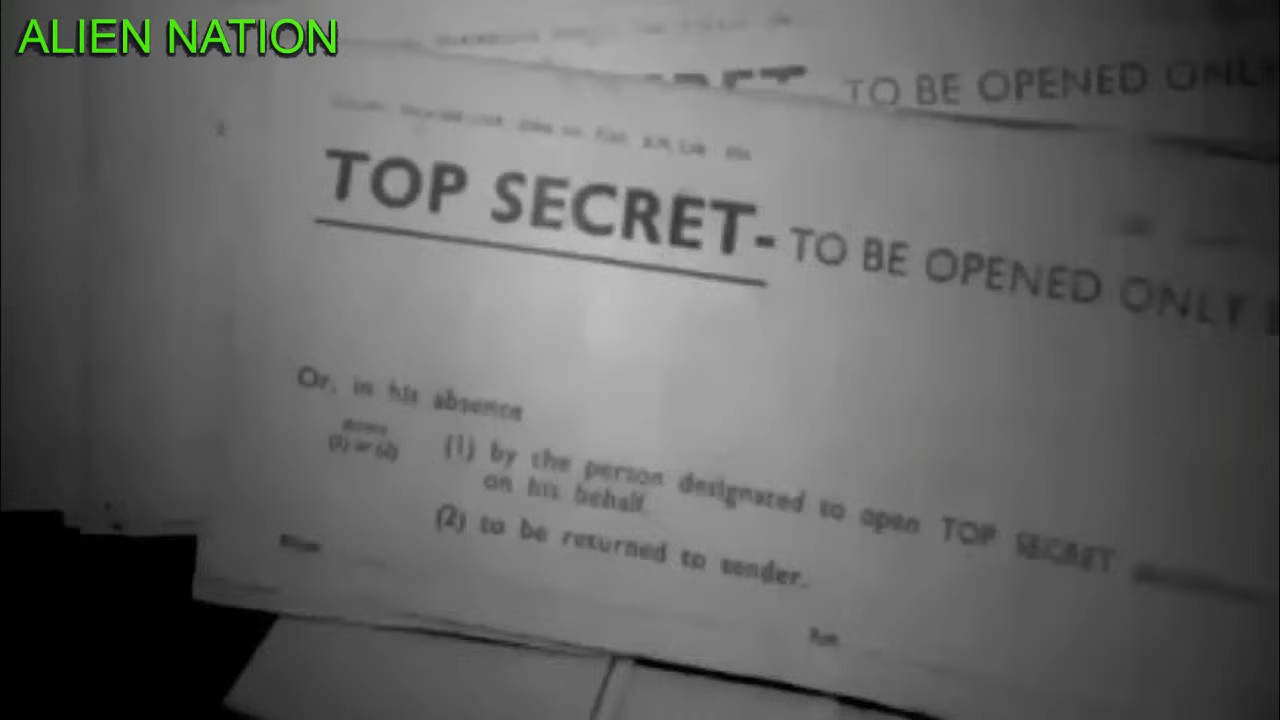 ALIEN NATION
TO BE OPENED ONLY
TOP SECRET- TO BE OPENED ONLY
Or, in his absence
(1) by the person designated to open TOP SECRET
on his behalf.
(2) to be returned to sender.